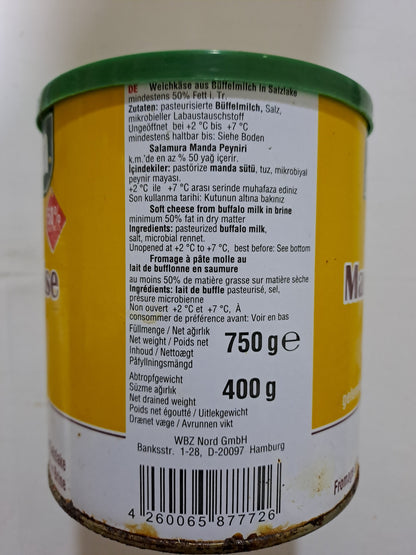 DE Weichkäse aus Büffelmilch in Salzlake
mindestens 50% Fett i. Tr.
Zutaten: pasteurisierte Büffelmilch, Salz,
mikrobieller Labaustauschstoff
Ungeöffnet bei +2 °C bis +7 °C
mindestens haltbar bis: Siehe Boden
Salamura Manda Peyniri
k.m.'de en az % 50 yağ içerir.
İçindekiler: pastörize manda sütü, tuz, mikrobiyal
peynir mayası.
+2 °C ile +7 °C arası serinde muhafaza ediniz
Son kullanma tarihi: Kutunun altina bakınız
Soft cheese from buffalo milk in brine
minimum 50% fat in dry matter
Ingredients: pasteurized buffalo milk,
salt, microbial rennet.
Unopened at +2 °C to +7 °C, best before: See bottom
Fromage à pâte molle au
lait de bufflonne en saumure
au moins 50% de matière grasse sur matière sèche
Ingrédients: lait de buffle pasteurisé, sel,
présure microbienne
Non ouvert +2 °C et +7 °C, À
consommer de préférence avant: Voir en bas
Füllmenge / Net ağırlık
Net weight / Poids net
Inhoud / Nettoægt
Påfyllningsmängd
750 g e
Abtropfgewicht
Süzme ağırlık
Net drained weight
Poids net égoutté / Uitlekgewicht
Drænet væge / Avrunnen vikt
400 g
WBZ Nord GmbH
Banksstr. 1-28, D-20097 Hamburg
4 260065 877726
se
Ma
Fromag